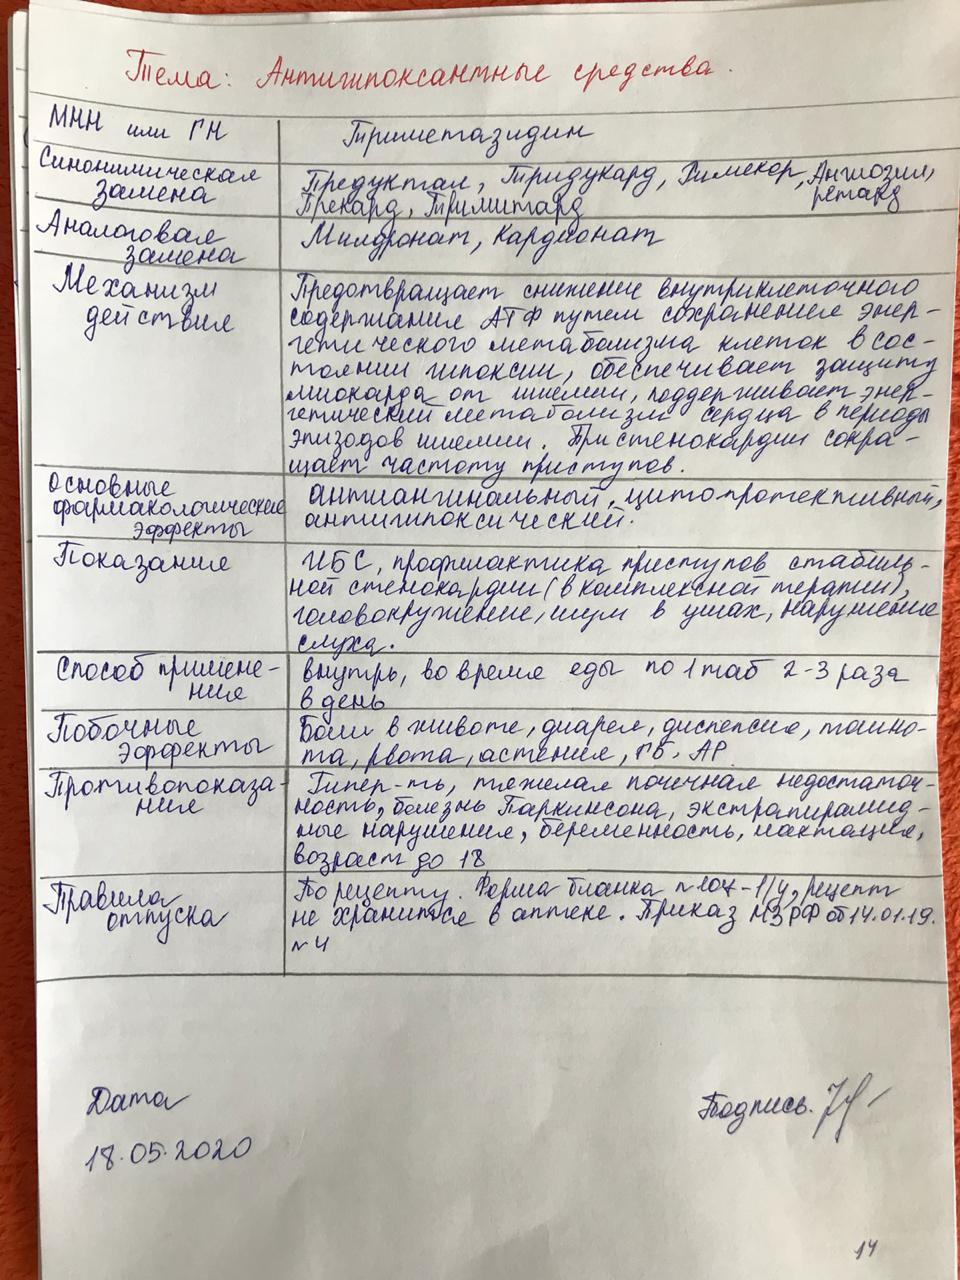 Тема: Антигипоксантные средства.
МНН или ГН
Триметазидин
Синонимическая
замена
Предуктал, Тридукард, Римекор, Ангиозил
ретард
Прекард, Тримитард
Аналоговая
замена
Милдронат, Кардионат
Механизм
действия
Предотвращает снижение внутриклеточного
содержания АТФ путем сохранения энер-
гетического метаболизма клеток в сос-
тоянии гипоксии, обеспечивает защиту
миокарда от ишемии, поддерживает энер-
гетический метаболизм сердца в периоды
эпизодов ишемии. При стенокардии сокра-
щает частоту приступов.
Основные
фармакологические
эффекты
антиангинальный, цитопротективный,
антигипоксический.
Показания
ИБС, профилактика приступов стабиль-
ной стенокардии (в комплексной терапии),
головокружение, шум в ушах, нарушение
слуха.
Способ примене-
ния
внутрь, во время еды по 1 таб 2-3 раза
в день
Побочные
эффекты
Боли в животе, диарея, диспепсия, тошно-
та, рвота, астения, ГБ, АР.
Противопоказа-
ния
Гипер-ть, тяжелая почечная недостаточ-
ность, болезнь Паркинсона, экстрапирамид-
ные нарушения, беременность, лактация,
возраст до 18
Правила
отпуска
По рецепту. Форма бланка №107-1/у, рецепт
не хранится в аптеке. Приказ МЗ РФ от 14.01.19.
№4
Дата
Подпись.
18.05.2020
14